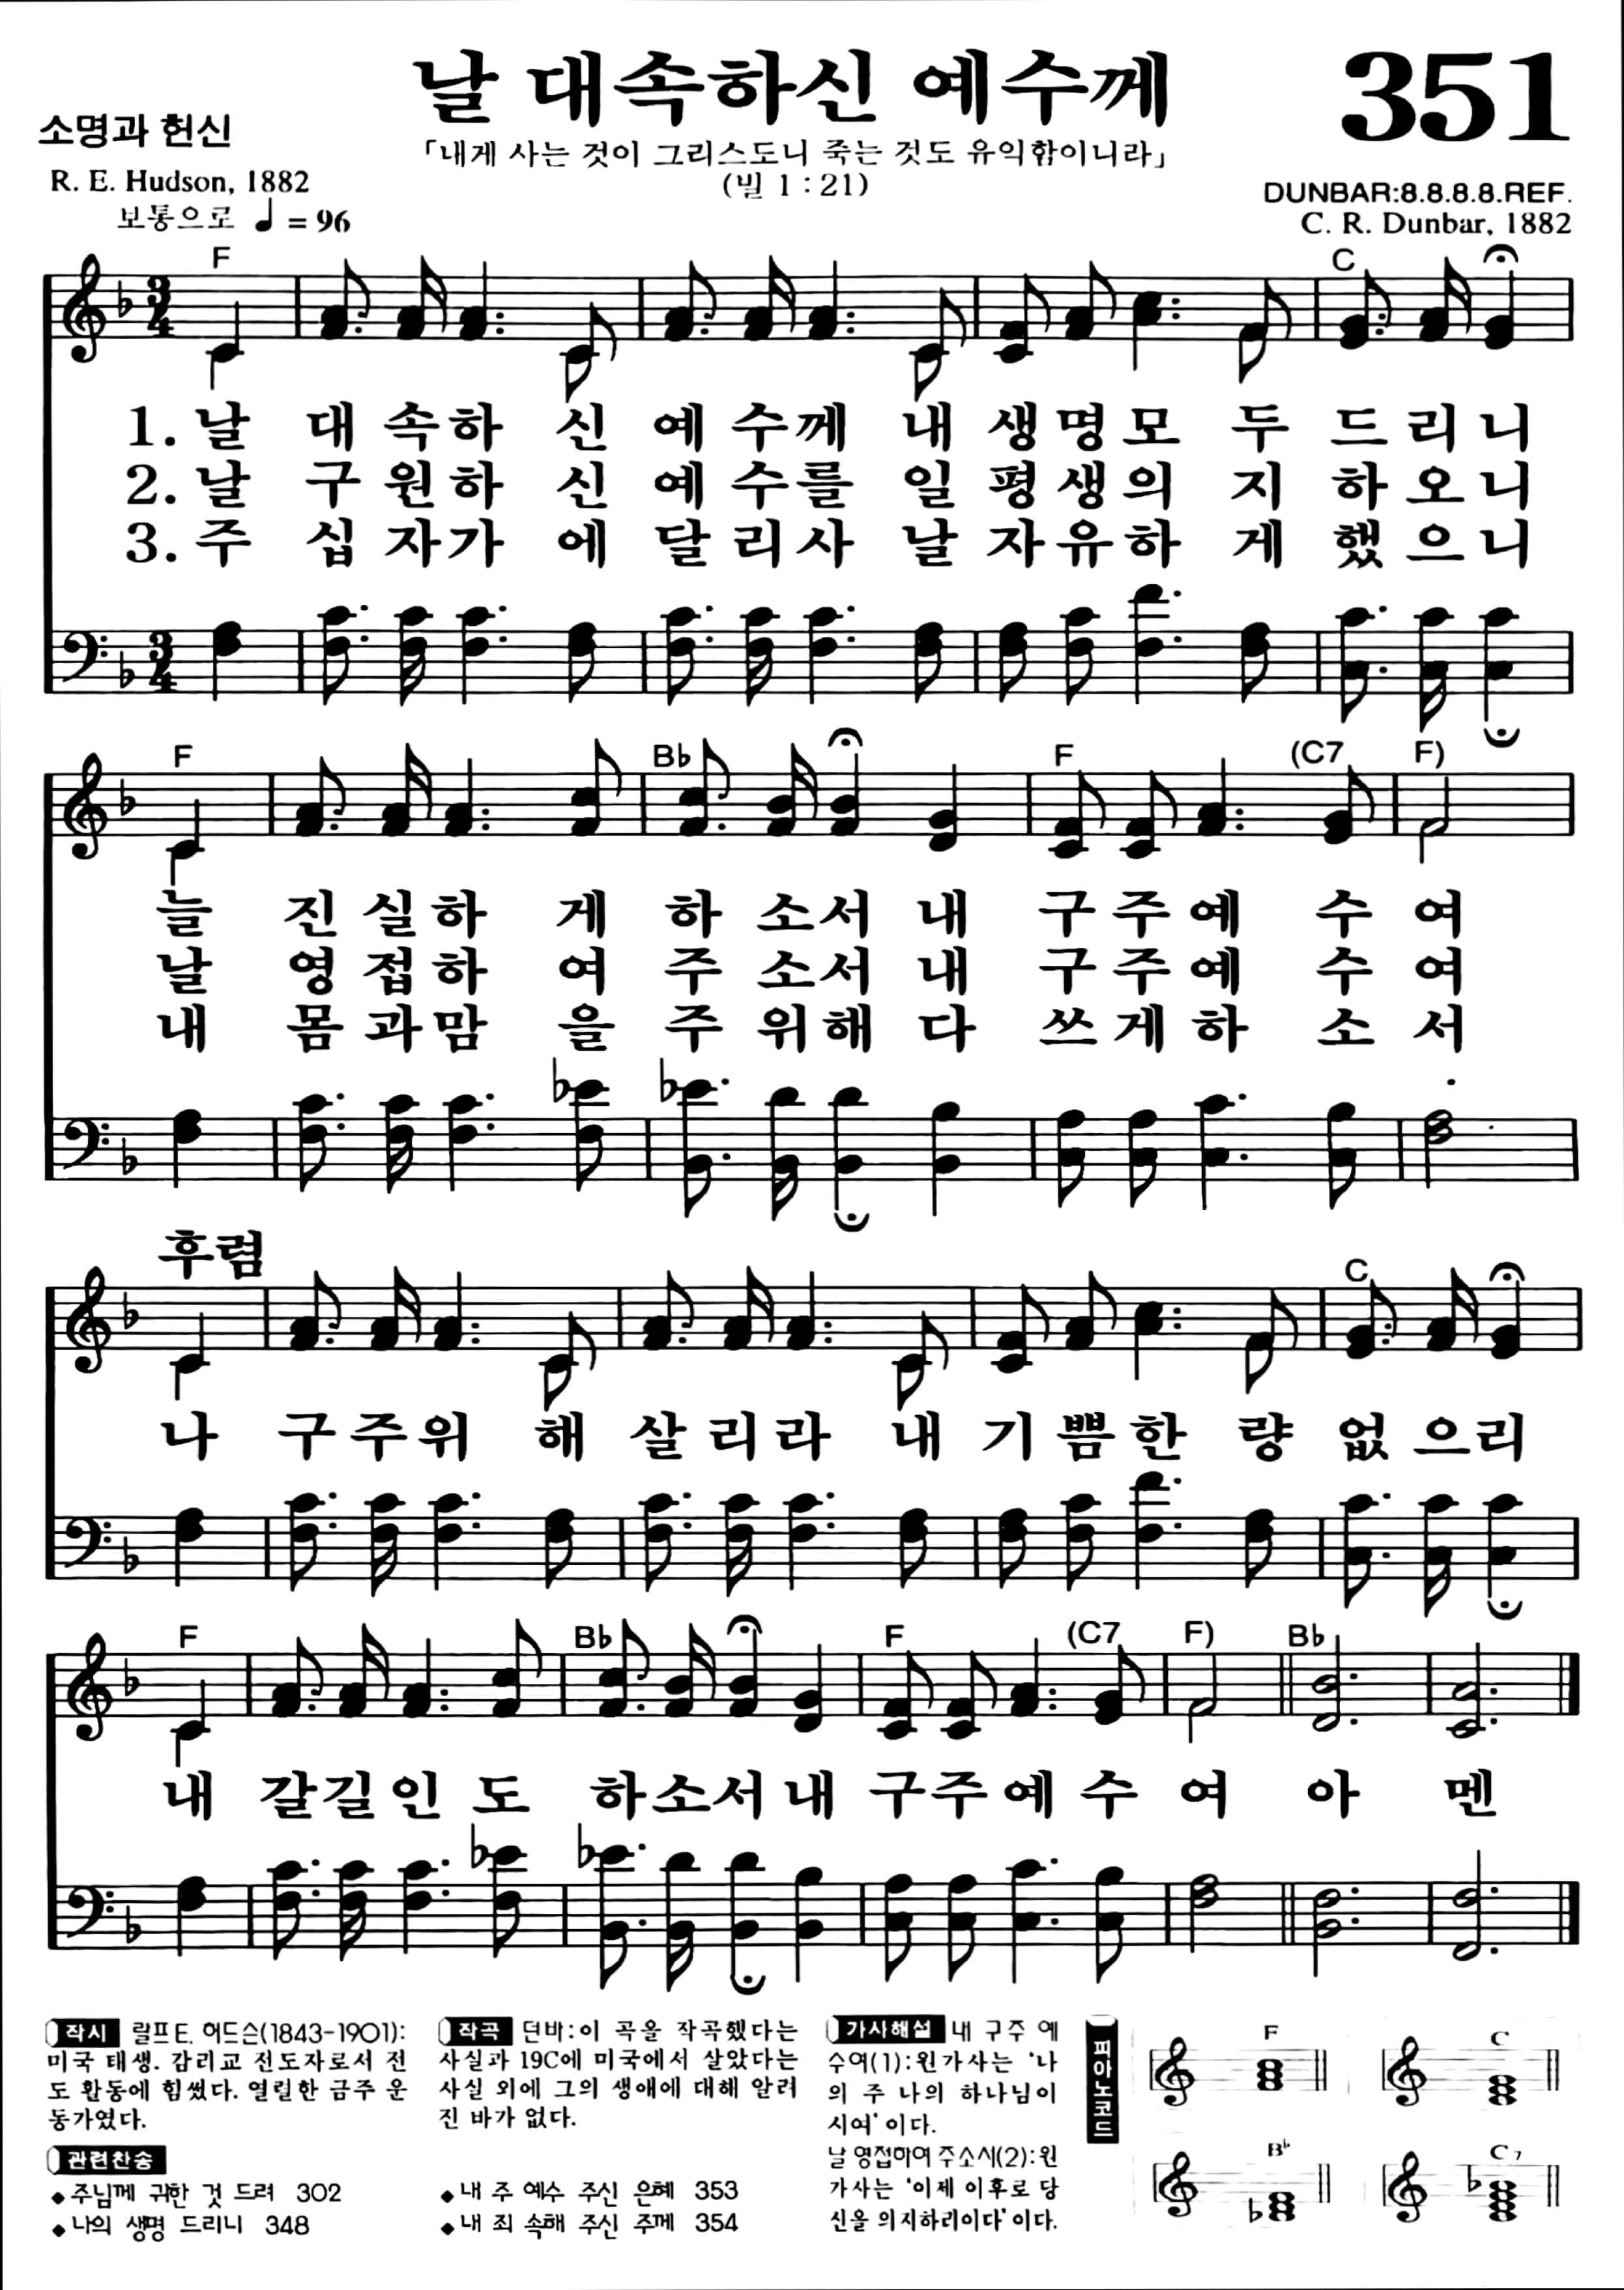 날 대속하신 예수께
351
소명과 헌신
「내게 사는 것이 그리스도니 죽는 것도 유익함이니라」
R. E. Hudson, 1882
(빌 1 : 21)
DUNBAR:8.8.8.8.REF.
보통으로 ♩ = 96
C. R. Dunbar, 1882
F C
3/4
1. 날 대 속 하 신 예 수 께 내 생 명 모 두 드 리 니
2. 날 구 원 하 신 예 수 를 일 평 생 의 지 하 오 니
3. 주 십 자 가 에 달 리 사 날 자 유 하 게 했 으 니
3/4
F B♭ F (C7 F)
늘 진 실 하 게 하 소 서 내 구 주 예 수 여
날 영 접 하 여 주 소 서 내 구 주 예 수 여
내 몸 과 맘 을 주 위 해 다 쓰 게 하 소 서
후렴
C
나 구 주 위 해 살 리 라 내 기 쁨 한 량 없 으 리
F B♭ F (C7 F) B♭
내 갈 길 인 도 하 소 서 내 구 주 예 수 여 아 멘
작시 랄프 E. 허드슨(1843-1901):
미국 태생. 감리교 전도자로서 전
도 활동에 힘썼다. 열렬한 금주 운
동가였다.
작곡 던바:이 곡을 작곡했다는
사실과 19C에 미국에서 살았다는
사실 외에 그의 생애에 대해 알려
진 바가 없다.
가사해설 내 구주 예
수여(1):원가사는 ‘나
의 주 나의 하나님이
시여’이다.
날 영접하여 주소서(2):원
가사는 ‘이제 이후로 당
신을 의지하리이다’이다.
관련찬송
◆주님께 귀한 것 드려 302
◆나의 생명 드리니 348
◆내 주 예수 주신 은혜 353
◆내 죄 속해 주신 주께 354
피아노코드
F C
B♭ C7